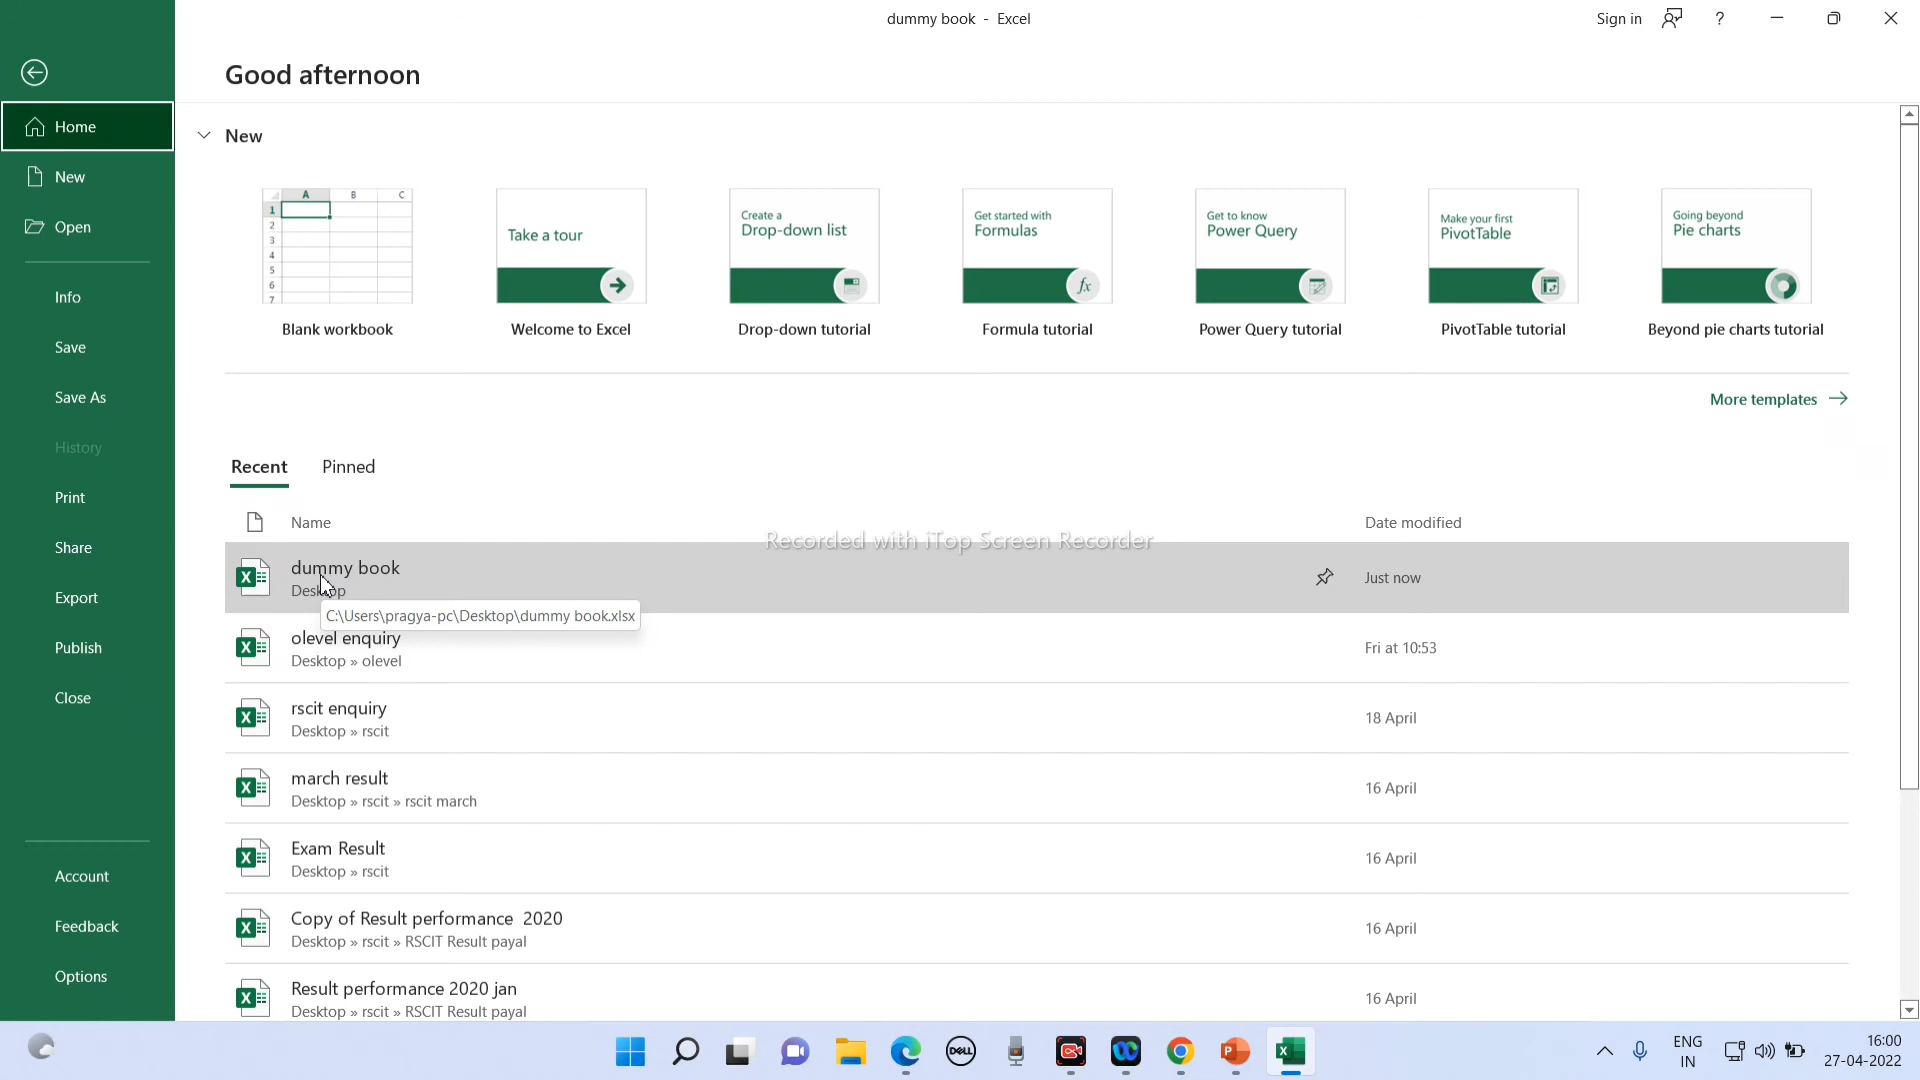 dummy book - Excel
Sign in
?
Good afternoon
Home
New
Open
Info
Save
Save As
History
Print
Share
Export
Publish
Close
Account
Feedback
Options
New
A B C
1
2
3
4
5
6
7
Blank workbook
Take a tour
Welcome to Excel
Create a
Drop-down list
Drop-down tutorial
Get started with
Formulas
fx
Formula tutorial
Get to know
Power Query
Power Query tutorial
Make your first
PivotTable
PivotTable tutorial
Going beyond
Pie charts
Beyond pie charts tutorial
More templates
Recent Pinned
Name Date modified
Recorded with iTop Screen Recorder
dummy book
Desktop
Just now
C:\Users\pragya-pc\Desktop\dummy book.xlsx
olevel enquiry
Desktop » olevel
Fri at 10:53
rscit enquiry
Desktop » rscit
18 April
march result
Desktop » rscit » rscit march
16 April
Exam Result
Desktop » rscit
16 April
Copy of Result performance 2020
Desktop » rscit » RSCIT Result payal
16 April
Result performance 2020 jan
Desktop » rscit » RSCIT Result payal
16 April
DELL
ENG
IN
16:00
27-04-2022